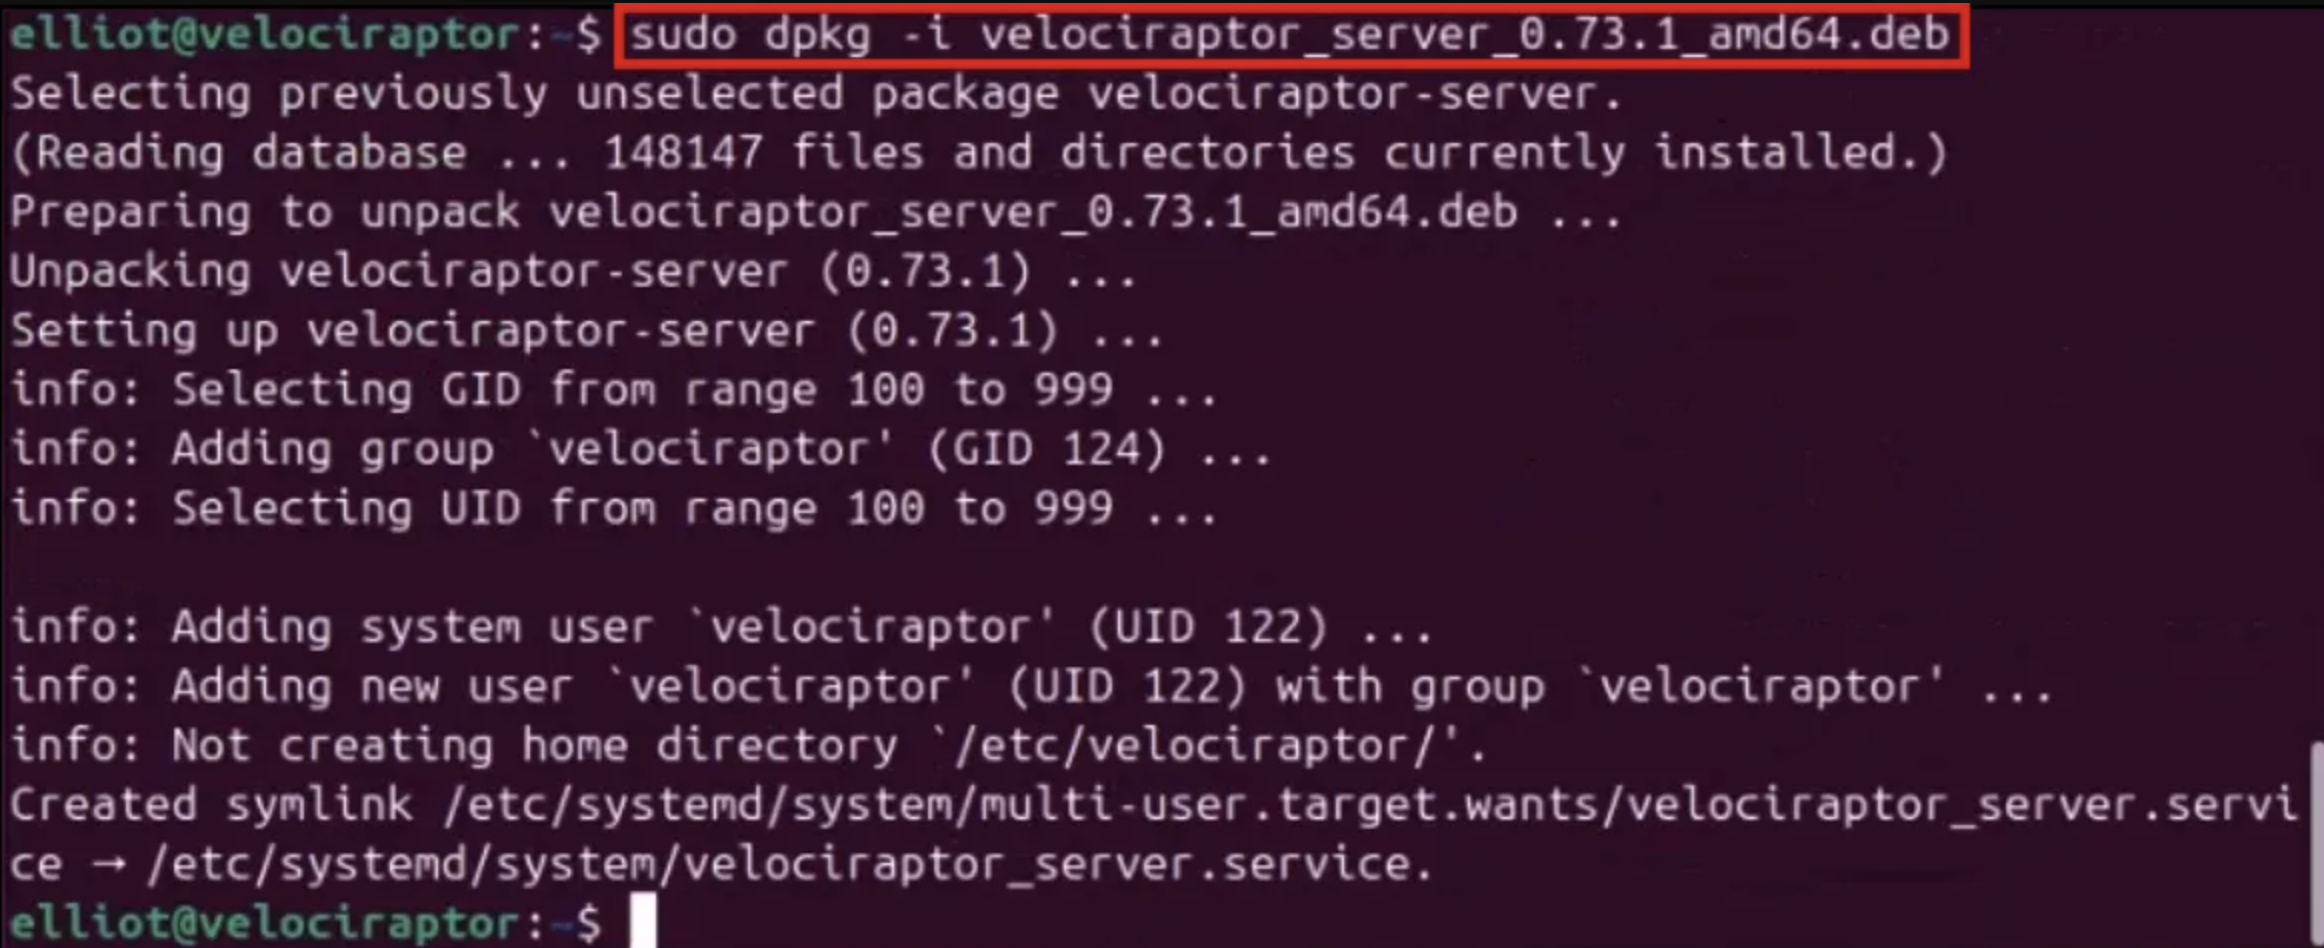 elliot@velociraptor:~$ sudo dpkg -i velociraptor_server_0.73.1_amd64.deb
Selecting previously unselected package velociraptor-server.
(Reading database ... 148147 files and directories currently installed.)
Preparing to unpack velociraptor_server_0.73.1_amd64.deb ...
Unpacking velociraptor-server (0.73.1) ...
Setting up velociraptor-server (0.73.1) ...
info: Selecting GID from range 100 to 999 ...
info: Adding group `velociraptor' (GID 124) ...
info: Selecting UID from range 100 to 999 ...
info: Adding system user `velociraptor' (UID 122) ...
info: Adding new user `velociraptor' (UID 122) with group `velociraptor' ...
info: Not creating home directory `/etc/velociraptor/'.
Created symlink /etc/systemd/system/multi-user.target.wants/velociraptor_server.servi
ce → /etc/systemd/system/velociraptor_server.service.
elliot@velociraptor:~$